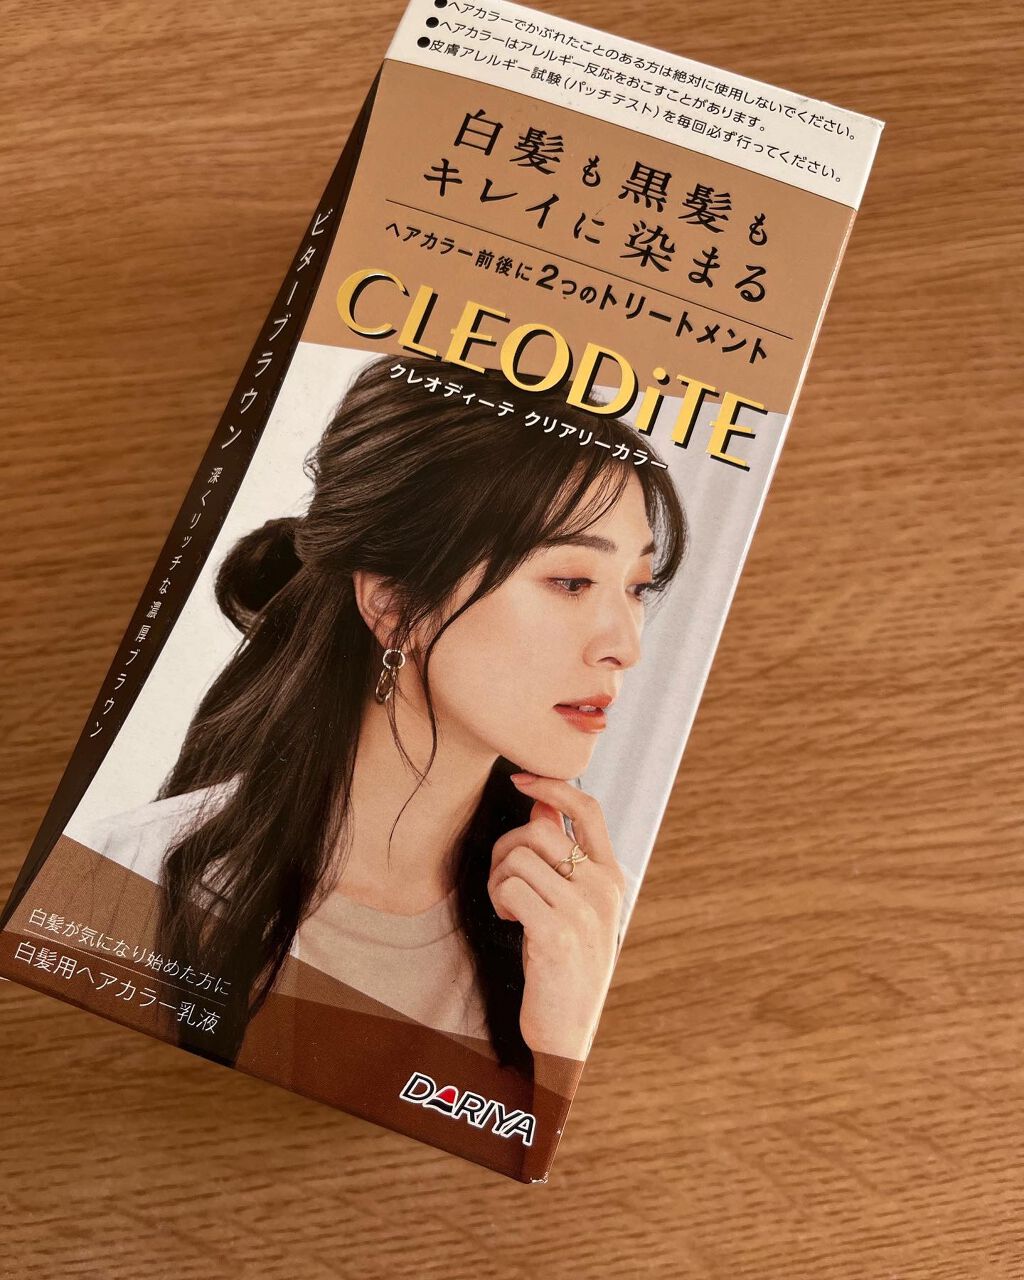 ●ヘアカラーでかぶれたことのある方は絶対に使用しないでください。
●ヘアカラーはアレルギー反応をおこすことがあります。
●皮膚アレルギー試験(パッチテスト)を毎回必ず行ってください。
白髪も黒髪も
キレイに染まる
ヘアカラー前後に2つのトリートメント
CLEODiTE
クレオディーテ クリアリーカラー
ビターブラウン 深くリッチな濃厚ブラウン
白髪が気になり始めた方に
白髪用ヘアカラー乳液
DARIYA